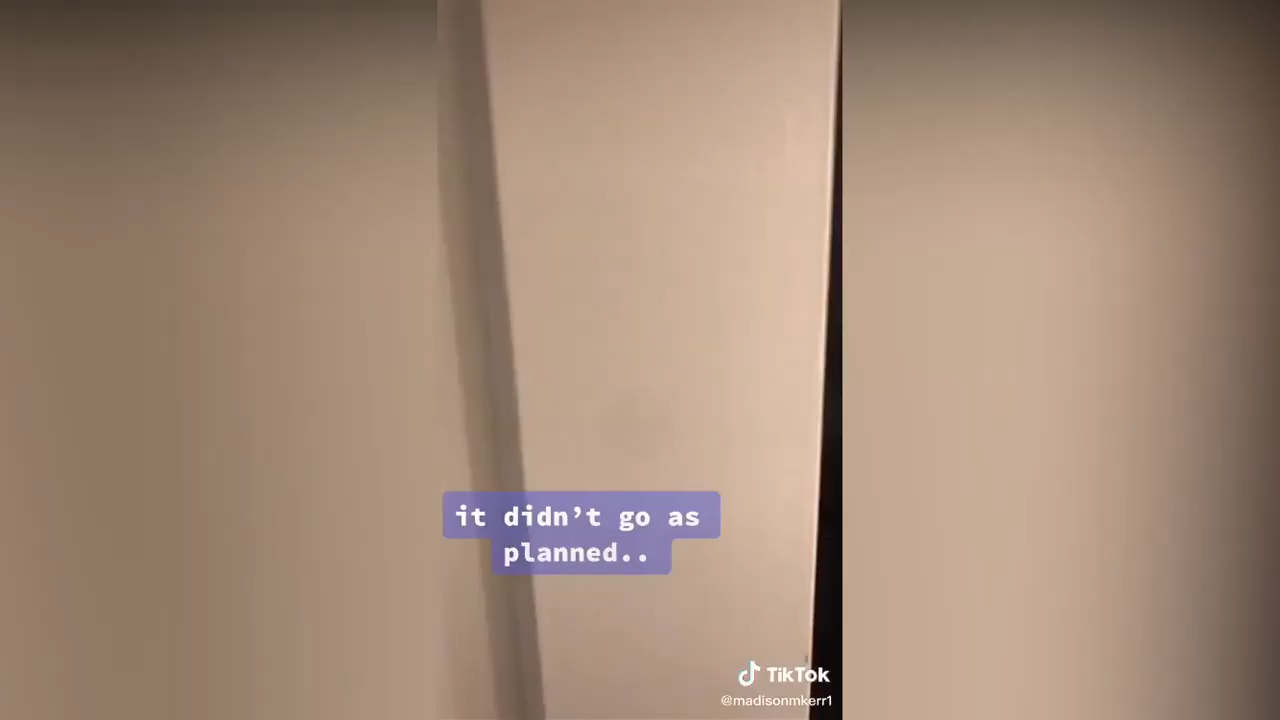 it didn’t go as
planned..
TikTok
@madisonmkerr1